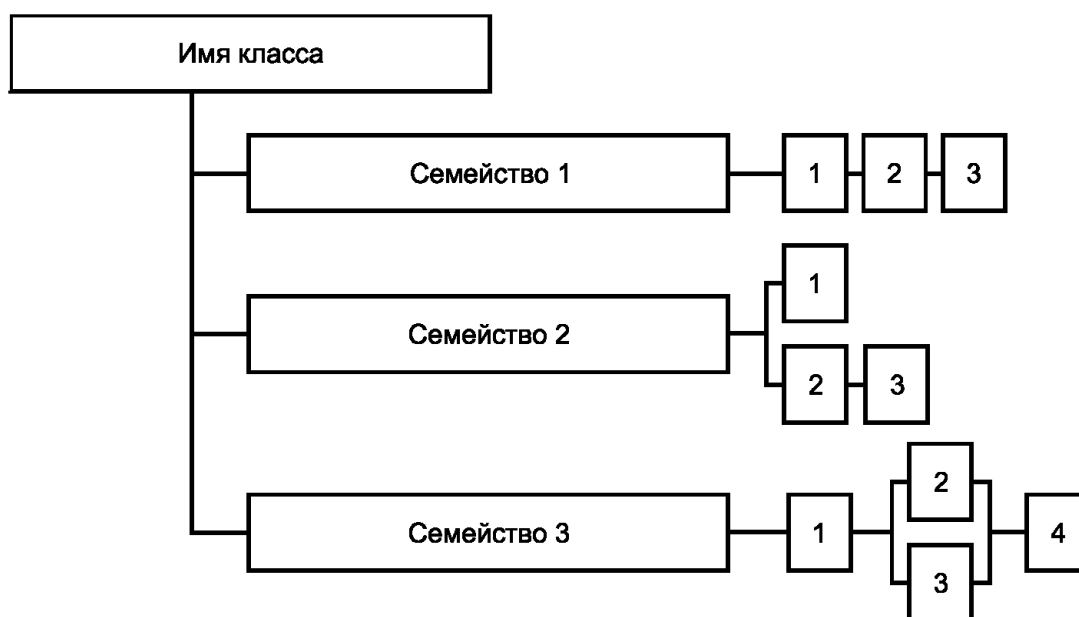 Имя класса
Семейство 1
1 2 3
Семейство 2
1
2 3
Семейство 3
1
2
3
4